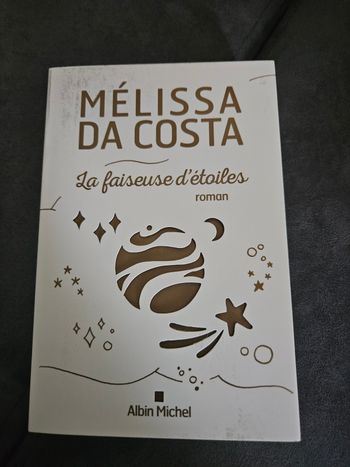 MÉLISSA
DA COSTA
La faiseuse d'étoiles
roman
Albin Michel